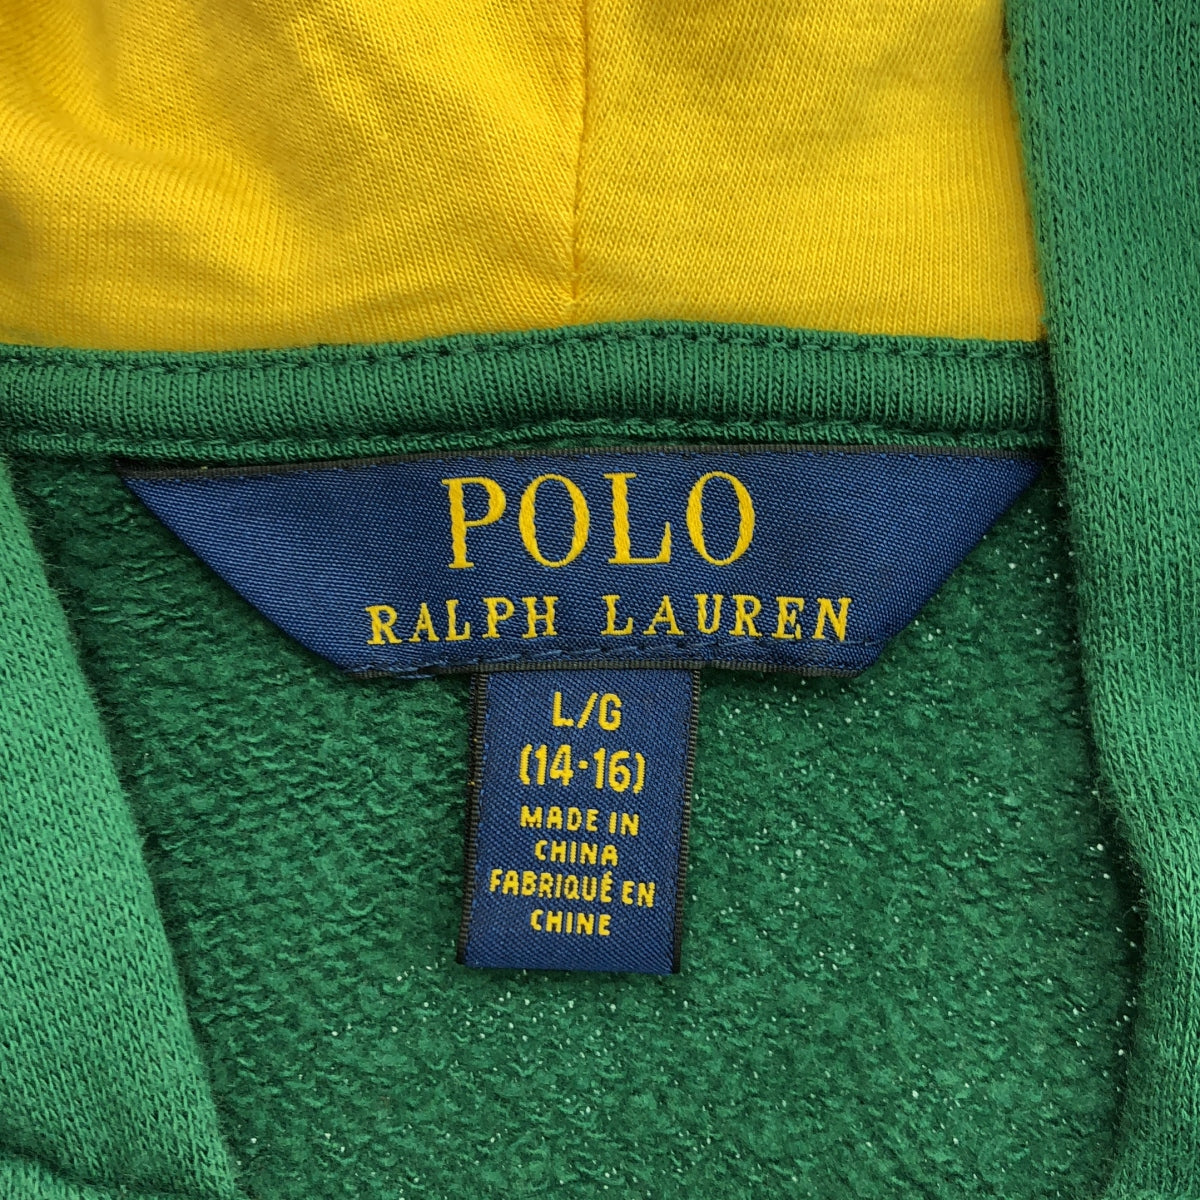 POLO
RALPH LAUREN
L/G
(14-16)
MADE IN
CHINA
FABRIQUÉ EN
CHINE